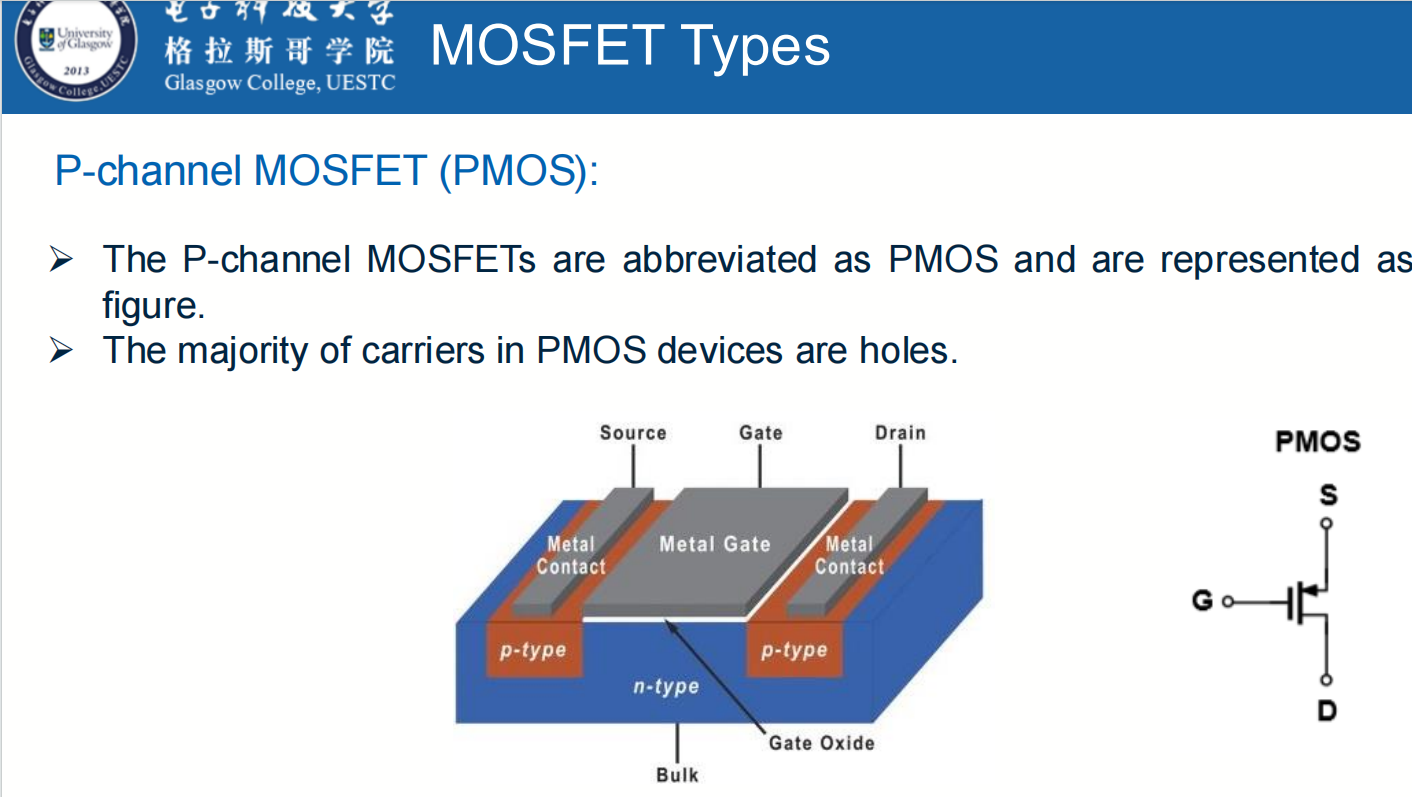 University
of Glasgow
2013
Glasgow College, UESTC
电子科技大学
格拉斯哥学院
Glasgow College, UESTC
MOSFET Types
P-channel MOSFET (PMOS):
➢ The P-channel MOSFETs are abbreviated as PMOS and are represented as
figure.
➢ The majority of carriers in PMOS devices are holes.
Source Gate Drain
Metal
Contact
Metal Gate
Metal
Contact
p-type
p-type
n-type
Gate Oxide
Bulk
PMOS
S
G
D